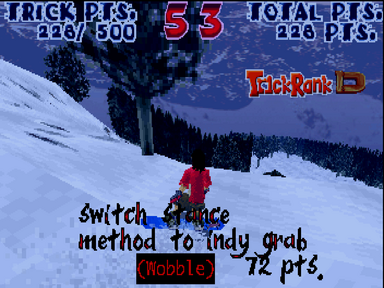 TRICK PTS. 53 TOTAL PTS.
228/ 500 228 PTS.
TrickRank D
switch stance
method to indy grab
(Wobble) 72 pts.